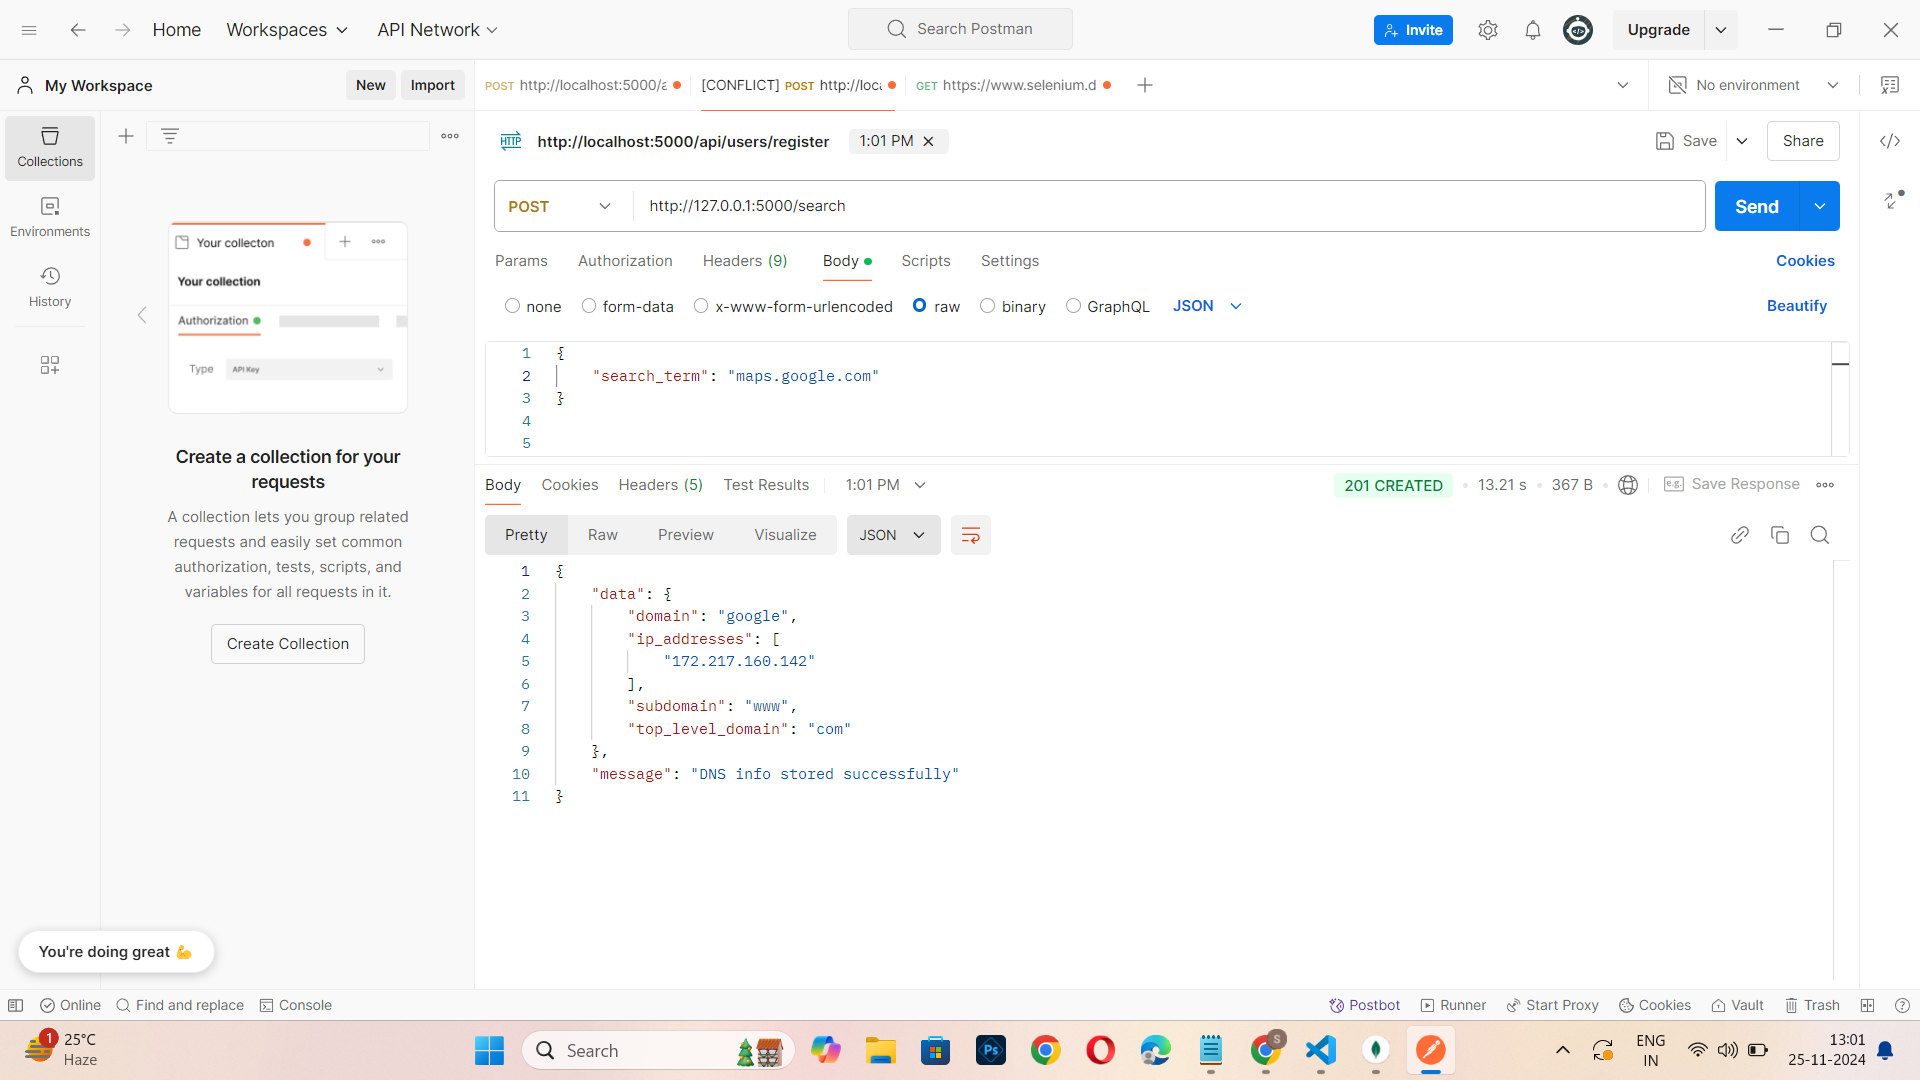 Home
Workspaces
API Network
Search Postman
Invite
Upgrade
My Workspace
New
Import
POST http://localhost:5000/a
[CONFLICT] POST http://loca
GET https://www.selenium.d
No environment
Collections
Environments
History
Your collecton
Your collection
Authorization
Type
API Key
Create a collection for your
requests
A collection lets you group related
requests and easily set common
authorization, tests, scripts, and
variables for all requests in it.
Create Collection
You're doing great 💪
HTTP
http://localhost:5000/api/users/register
1:01 PM
Save
Share
POST
http://127.0.0.1:5000/search
Send
Params
Authorization
Headers (9)
Body
Scripts
Settings
Cookies
none
form-data
x-www-form-urlencoded
raw
binary
GraphQL
JSON
Beautify
1 {
2 "search_term": "maps.google.com"
3 }
4
5
Body
Cookies
Headers (5)
Test Results
1:01 PM
201 CREATED
13.21 s
367 B
e.g.
Save Response
Pretty
Raw
Preview
Visualize
JSON
1 {
2 "data": {
3 "domain": "google",
4 "ip_addresses": [
5 "172.217.160.142"
6 ],
7 "subdomain": "www",
8 "top_level_domain": "com"
9 },
10 "message": "DNS info stored successfully"
11 }
Online
Find and replace
Console
Postbot
Runner
Start Proxy
Cookies
Vault
Trash
1
25°C
Haze
Search
Ps
S
ENG
IN
13:01
25-11-2024